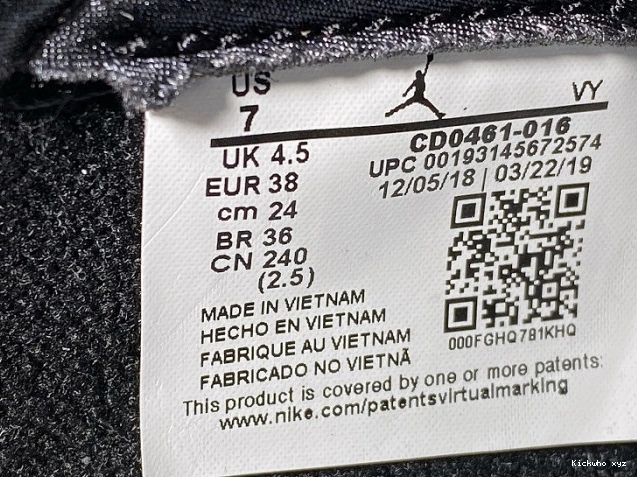 US
7
VY
CD0461-016
UPC 00193145672574
12/05/18 | 03/22/19
UK 4.5
EUR 38
cm 24
BR 36
CN 240
(2.5)
000FGHQ781KHQ
MADE IN VIETNAM
HECHO EN VIETNAM
FABRIQUE AU VIETNAM
FABRICADO NO VIETNÃ
This product is covered by one or more patents:
www.nike.com/patentsvirtualmarking
Kickwho xyz